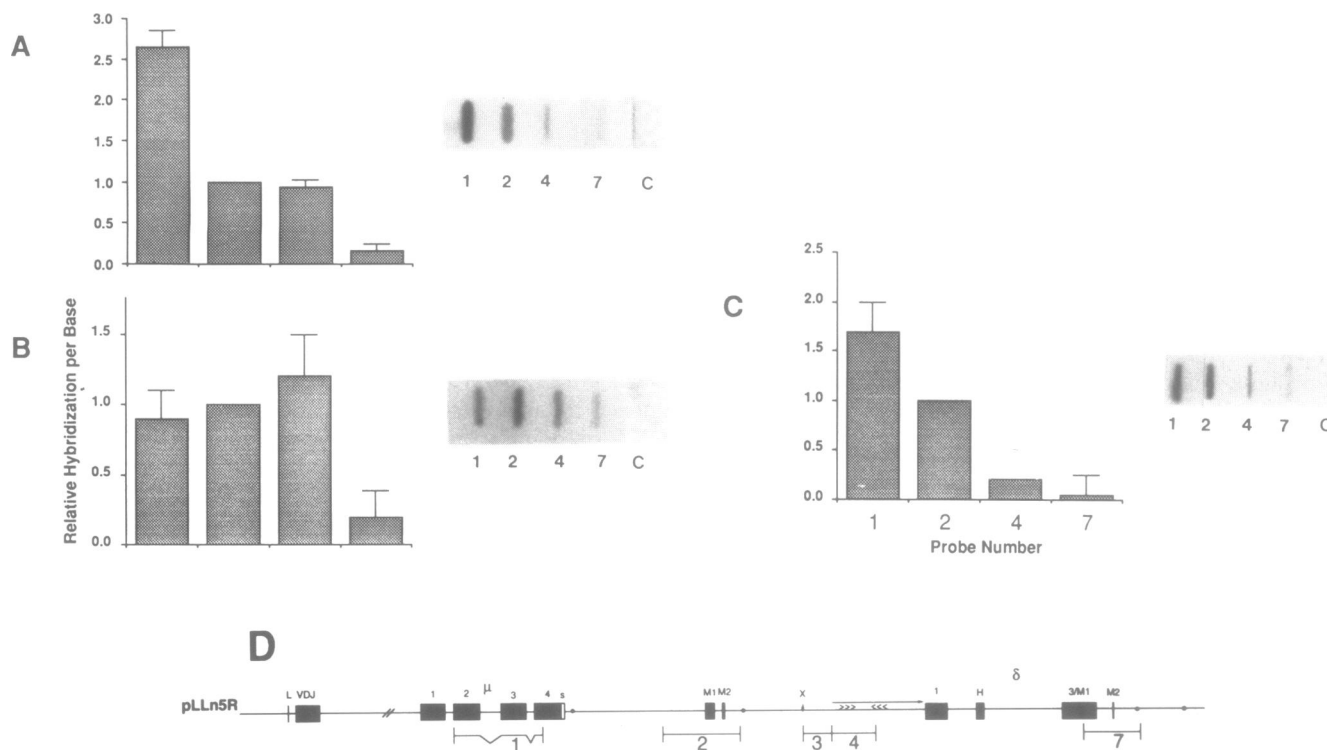 A
3.0
2.5
2.0
1.5
1.0
0.5
0.0
1 2 4 7 C
B
Relative Hybridization per Base
1.5
1.0
0.5
0.0
1 2 4 7 C
C
2.5
2.0
1.5
1.0
0.5
0.0
1 2 4 7
Probe Number
1 2 4 7 C
D
pLLn5R
L VDJ 1 2 μ 3 4 s M1 M2 X 1 H δ 3/M1 M2
>>> <<<
1 2 3 4 7